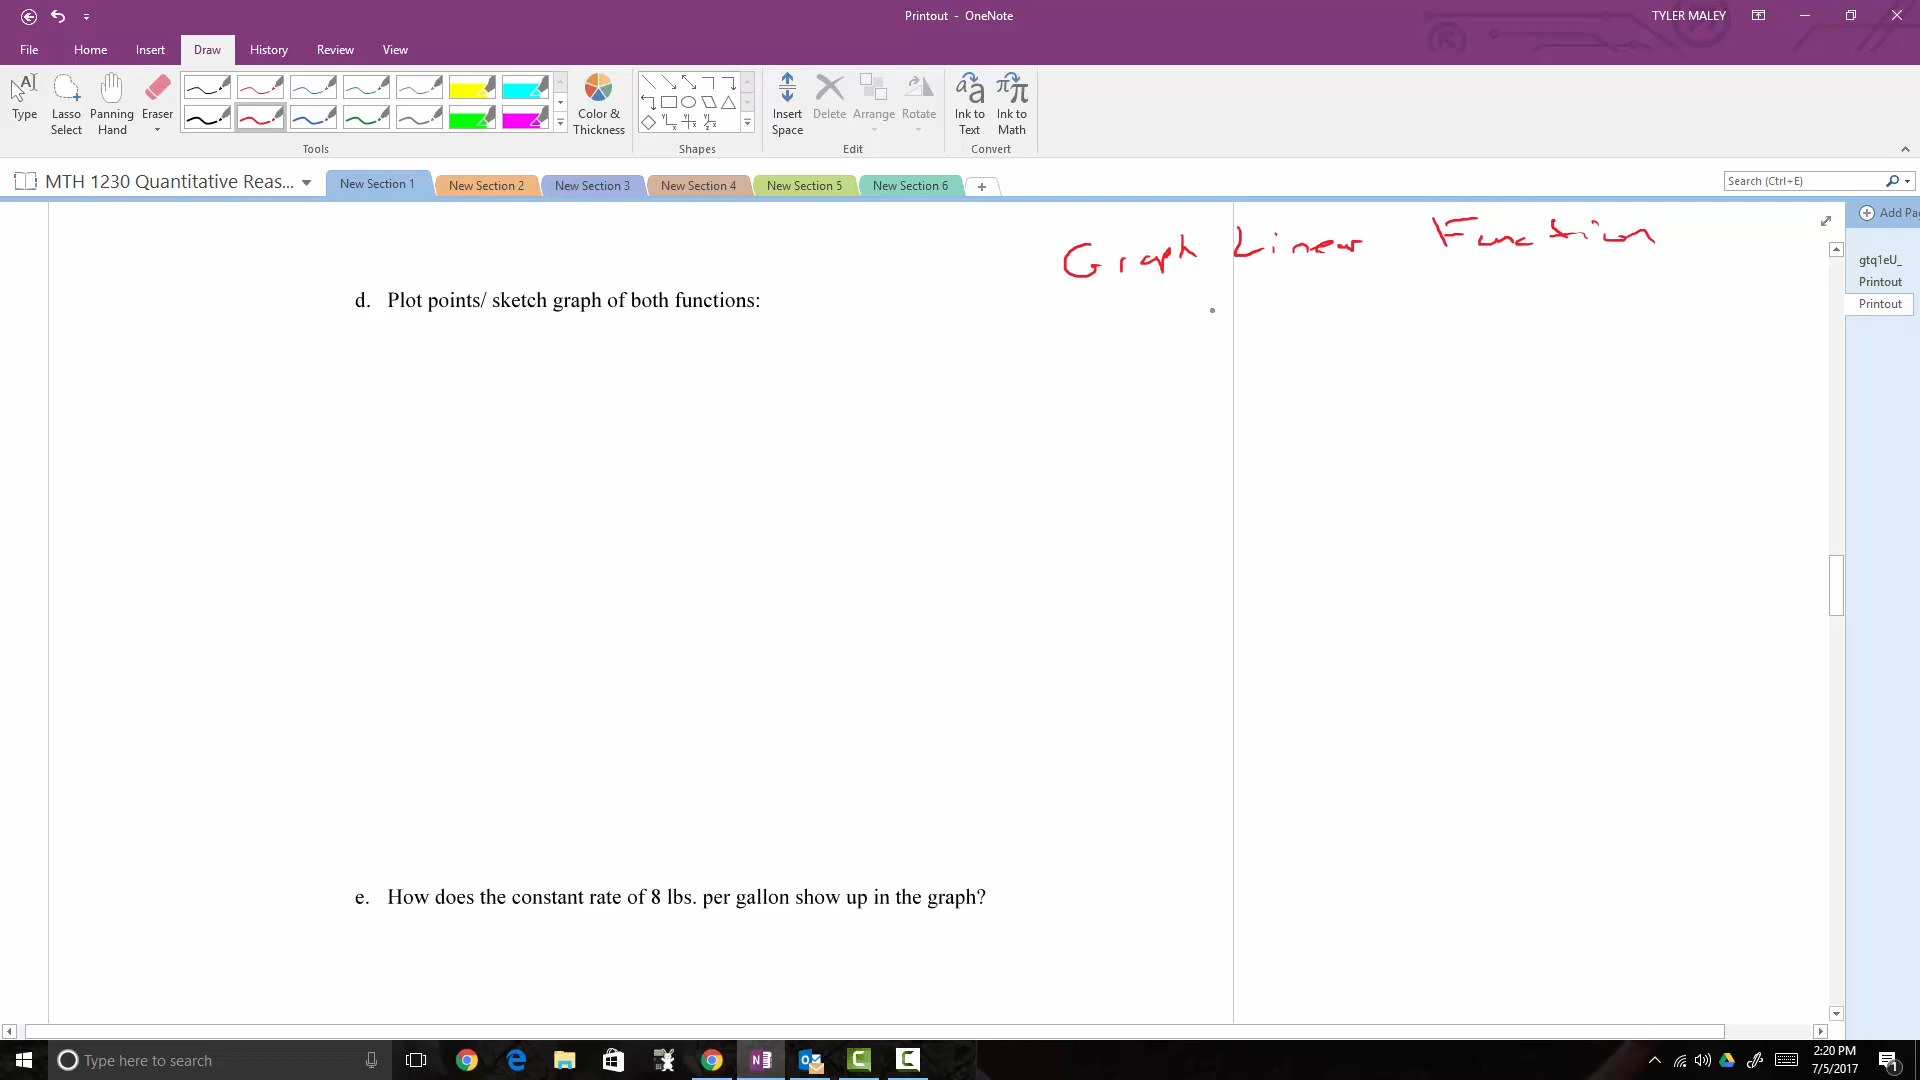 Printout - OneNote
TYLER MALEY
File Home Insert Draw History Review View
Type Lasso Select Panning Hand Eraser Color & Thickness Insert Space Delete Arrange Rotate Ink to Text Ink to Math
Tools Shapes Edit Convert
MTH 1230 Quantitative Reas... New Section 1 New Section 2 New Section 3 New Section 4 New Section 5 New Section 6 + Search (Ctrl+E)
Add Pa
Graph Linear Function
gtq1eU_
Printout
Printout
d. Plot points/ sketch graph of both functions:
e. How does the constant rate of 8 lbs. per gallon show up in the graph?
Type here to search
2:20 PM
7/5/2017